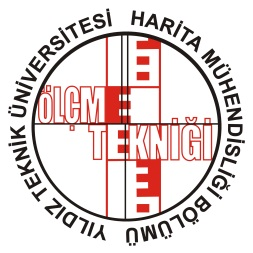 YILDIZ TEKNİK ÜNİVERSİTESİ HARİTA MÜHENDİSLİĞİ BÖLÜMÜ
ÖLÇME
TEKNİĞİ